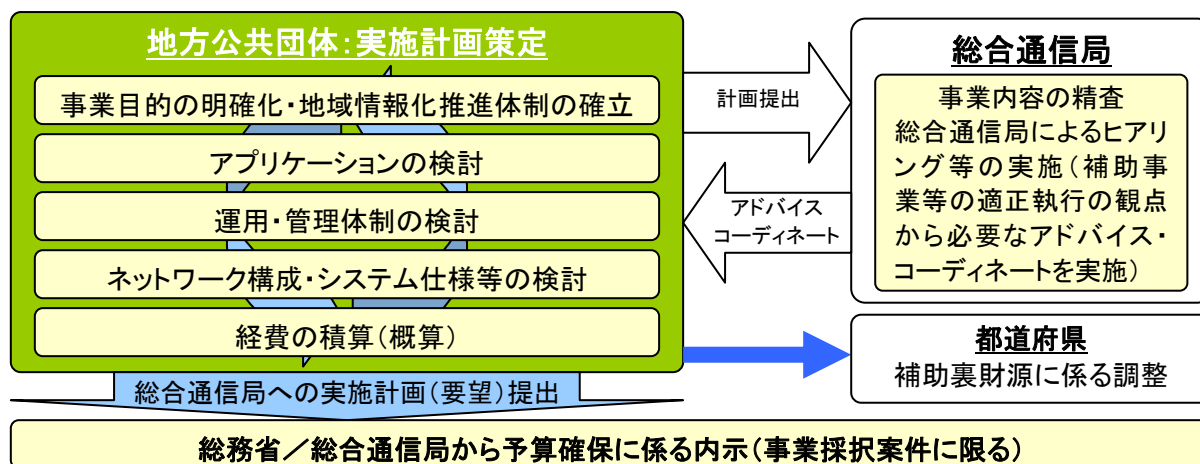 地方公共団体：実施計画策定
事業目的の明確化・地域情報化推進体制の確立
アプリケーションの検討
運用・管理体制の検討
ネットワーク構成・システム仕様等の検討
経費の積算（概算）
計画提出
アドバイス
コーディネート
総合通信局
事業内容の精査
総合通信局によるヒアリ
ング等の実施（補助事
業等の適正執行の観点
から必要なアドバイス・
コーディネートを実施）
都道府県
補助裏財源に係る調整
総合通信局への実施計画（要望）提出
総務省／総合通信局から予算確保に係る内示（事業採択案件に限る）